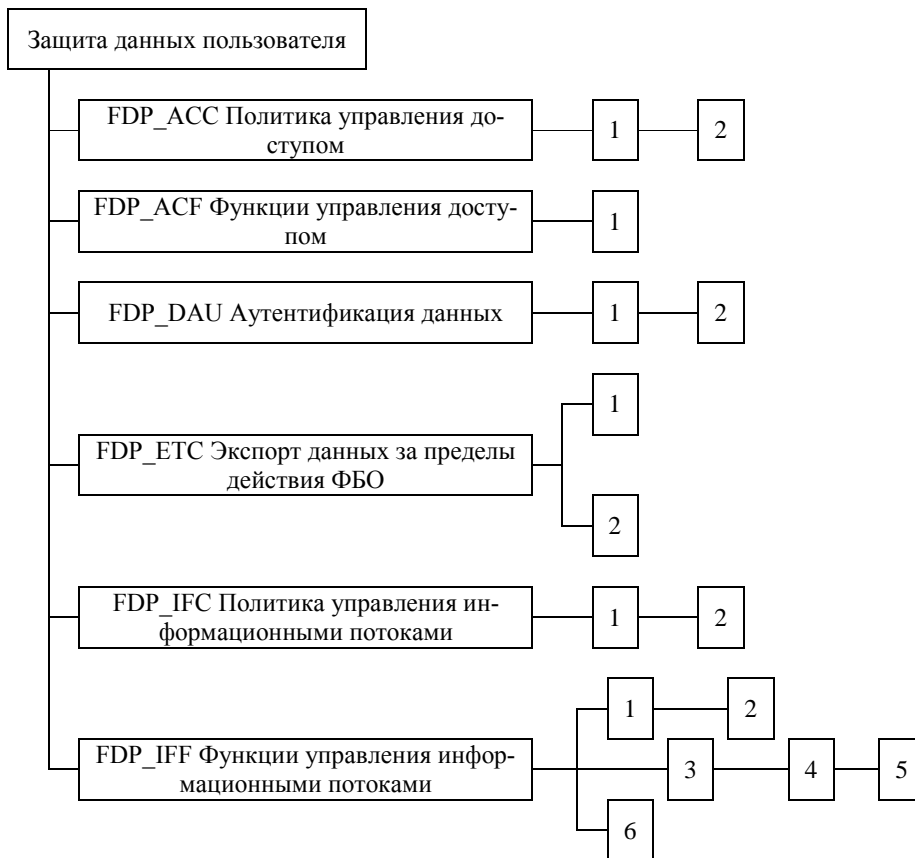 Защита данных пользователя
FDP_ACC Политика управления до-
ступом
1
2
FDP_ACF Функции управления досту-
пом
1
FDP_DAU Аутентификация данных
1
2
1
FDP_ETC Экспорт данных за пределы
действия ФБО
2
FDP_IFC Политика управления ин-
формационными потоками
1
2
1
2
FDP_IFF Функции управления инфор-
мационными потоками
3
4
5
6